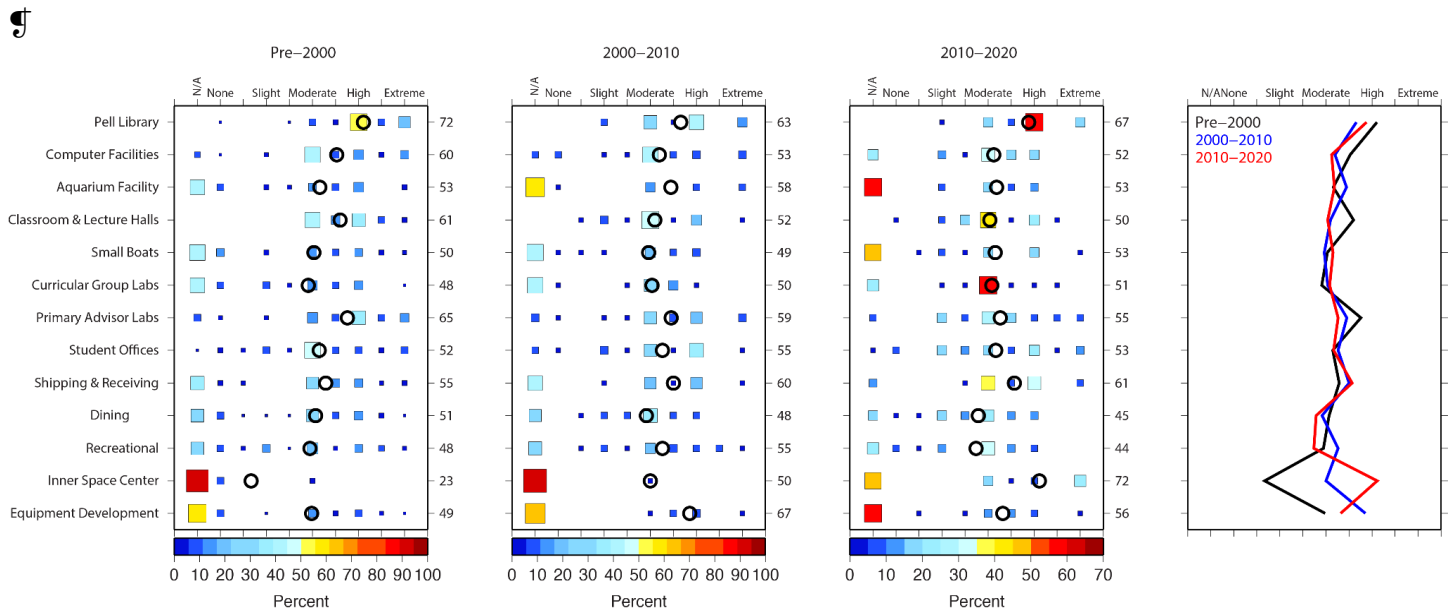 ¶
Pre−2000 2000−2010 2010−2020
N/A None Slight Moderate High Extreme N/A None Slight Moderate High Extreme N/A None Slight Moderate High Extreme N/A None Slight Moderate High Extreme
Pell Library 72 63 67 Pre−2000
2000−2010
Computer Facilities 60 53 52 2010−2020
Aquarium Facility 53 58 53
Classroom & Lecture Halls 61 52 50
Small Boats 50 49 53
Curricular Group Labs 48 50 51
Primary Advisor Labs 65 59 55
Student Offices 52 55 53
Shipping & Receiving 55 60 61
Dining 51 48 45
Recreational 48 55 44
Inner Space Center 23 50 72
Equipment Development 49 67 56
0 10 20 30 40 50 60 70 80 90 100 0 10 20 30 40 50 60 70 80 90 100 0 10 20 30 40 50 60 70
Percent Percent Percent